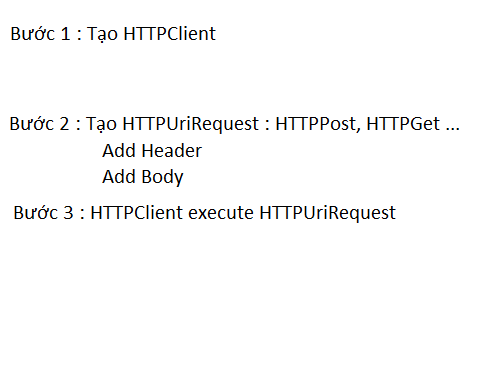 Bước 1 : Tạo HTTPClient
Bước 2 : Tạo HTTPUriRequest : HTTPPost, HTTPGet ...
Add Header
Add Body
Bước 3 : HTTPClient execute HTTPUriRequest